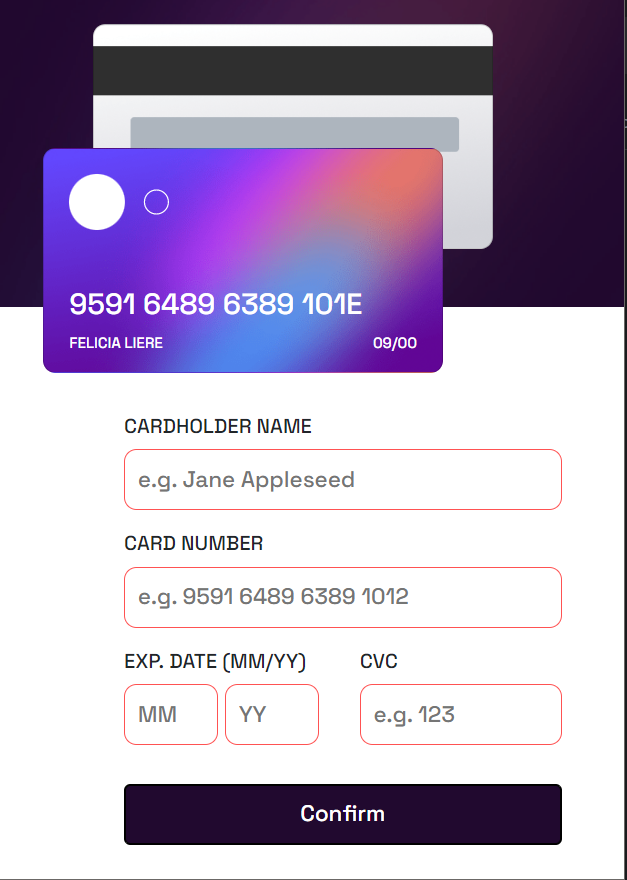 9591 6489 6389 101E
FELICIA LIERE 09/00
CARDHOLDER NAME
e.g. Jane Appleseed
CARD NUMBER
e.g. 9591 6489 6389 1012
EXP. DATE (MM/YY) CVC
MM YY e.g. 123
Confirm